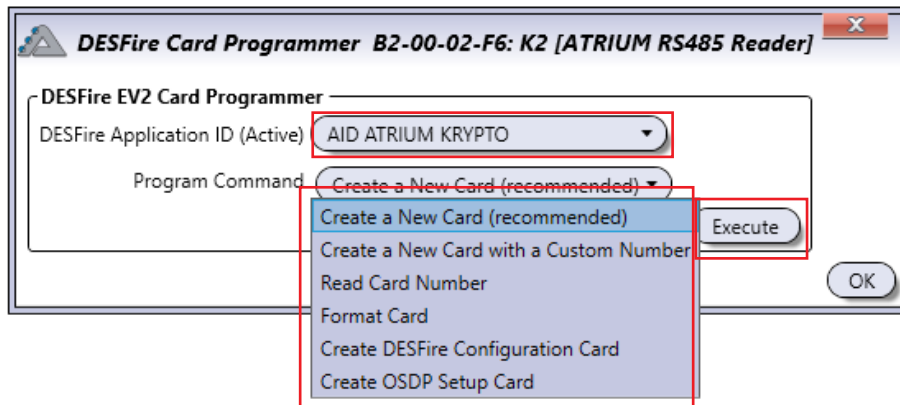 DESFire Card Programmer B2-00-02-F6: K2 [ATRIUM RS485 Reader]
X
DESFire EV2 Card Programmer
DESFire Application ID (Active)
AID ATRIUM KRYPTO
Program Command
Create a New Card (recommended)
Create a New Card (recommended)
Create a New Card with a Custom Number
Read Card Number
Format Card
Create DESFire Configuration Card
Create OSDP Setup Card
Execute
OK